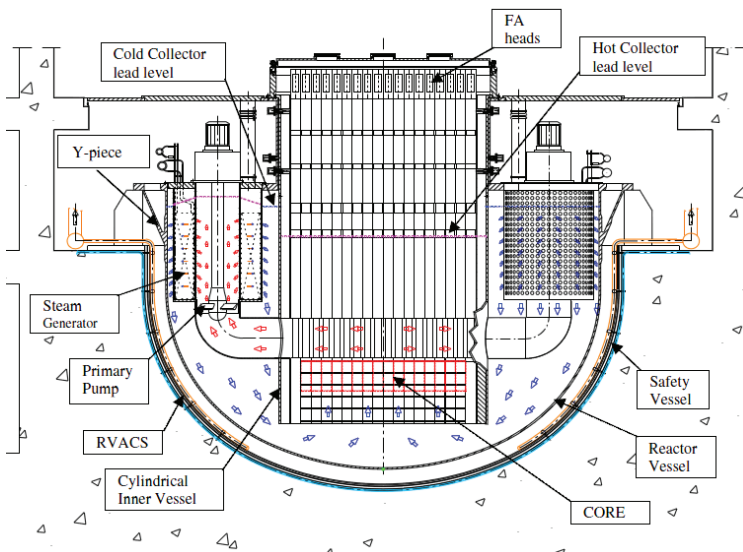 FA
heads
Cold Collector
lead level
Hot Collector
lead level
Y-piece
Steam
Generator
Primary
Pump
Safety
Vessel
RVACS
Reactor
Vessel
Cylindrical
Inner Vessel
CORE